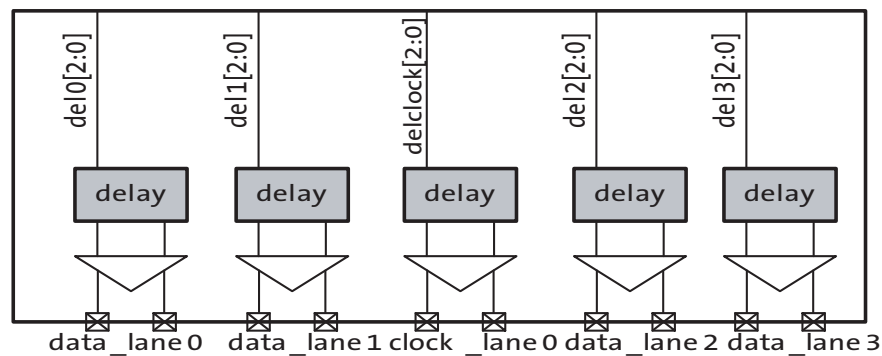 del0[2:0]
del1[2:0]
delclock[2:0]
del2[2:0]
del3[2:0]
delay
delay
delay
delay
delay
data_lane0
data_lane1
clock_lane0
data_lane2
data_lane3